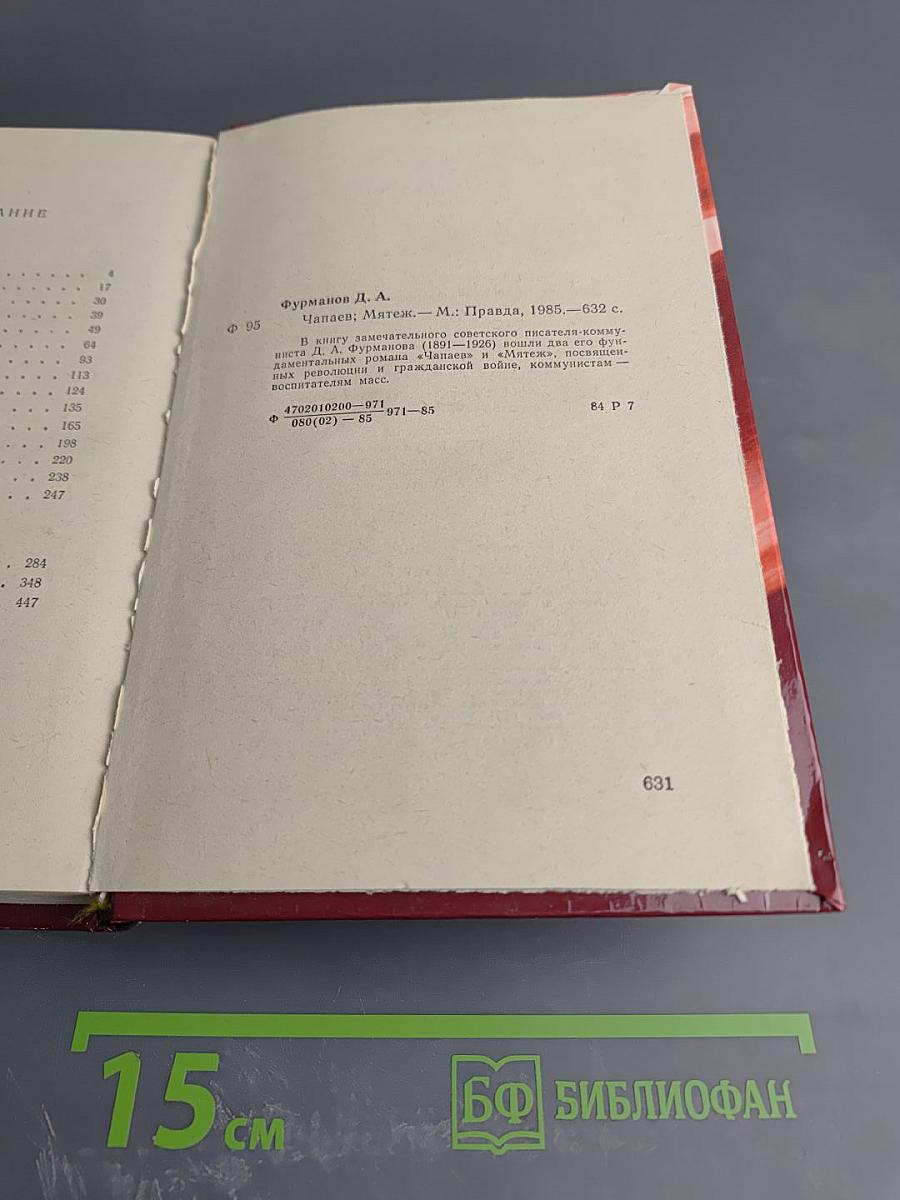 АНИЕ
. . . . . . 4
. . . . . . 17
. . . . . . 30
. . . . . . 39
. . . . . . 49
. . . . . . 64
. . . . . . 93
. . . . . 113
. . . . . 124
. . . . . 135
. . . . 165
. . . . 198
. . . 220
. . . 238
. . . 247
. 284
. 348
447
Фурманов Д. А.
Ф 95
Чапаев; Мятеж.— М.: Правда, 1985.—632 с.
В книгу замечательного советского писателя-комму-
ниста Д. А. Фурманова (1891—1926) вошли два его фун-
даментальных романа «Чапаев» и «Мятеж», посвящен-
ных революции и гражданской войне, коммунистам —
воспитателям масс.
Ф 4702010200—971
080(02) — 85 971—85 84 Р 7
631
15 см
БФ БИБЛИОФАН